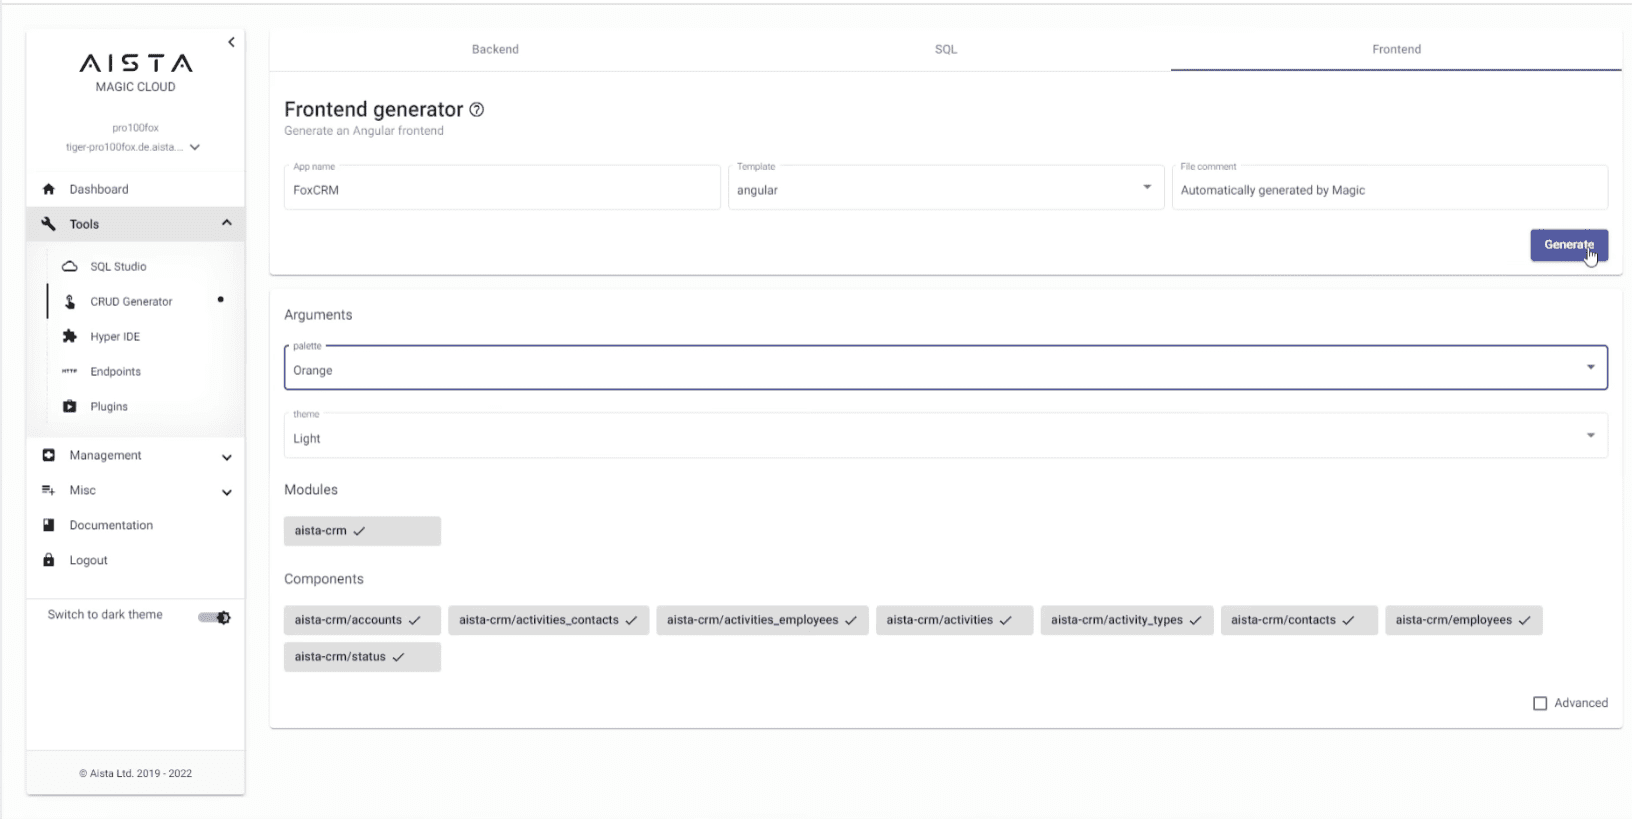 AISTA
MAGIC CLOUD
pro100fox
tiger-pro100fox.de.aista...
Dashboard
Tools
SQL Studio
CRUD Generator
Hyper IDE
HTTP Endpoints
Plugins
Management
Misc
Documentation
Logout
Switch to dark theme
© Aista Ltd. 2019 - 2022
Backend SQL Frontend
Frontend generator
Generate an Angular frontend
App name Template File comment
FoxCRM angular Automatically generated by Magic
Generate
Arguments
palette
Orange
theme
Light
Modules
aista-crm
Components
aista-crm/accounts aista-crm/activities_contacts aista-crm/activities_employees aista-crm/activities aista-crm/activity_types aista-crm/contacts aista-crm/employees
aista-crm/status
Advanced